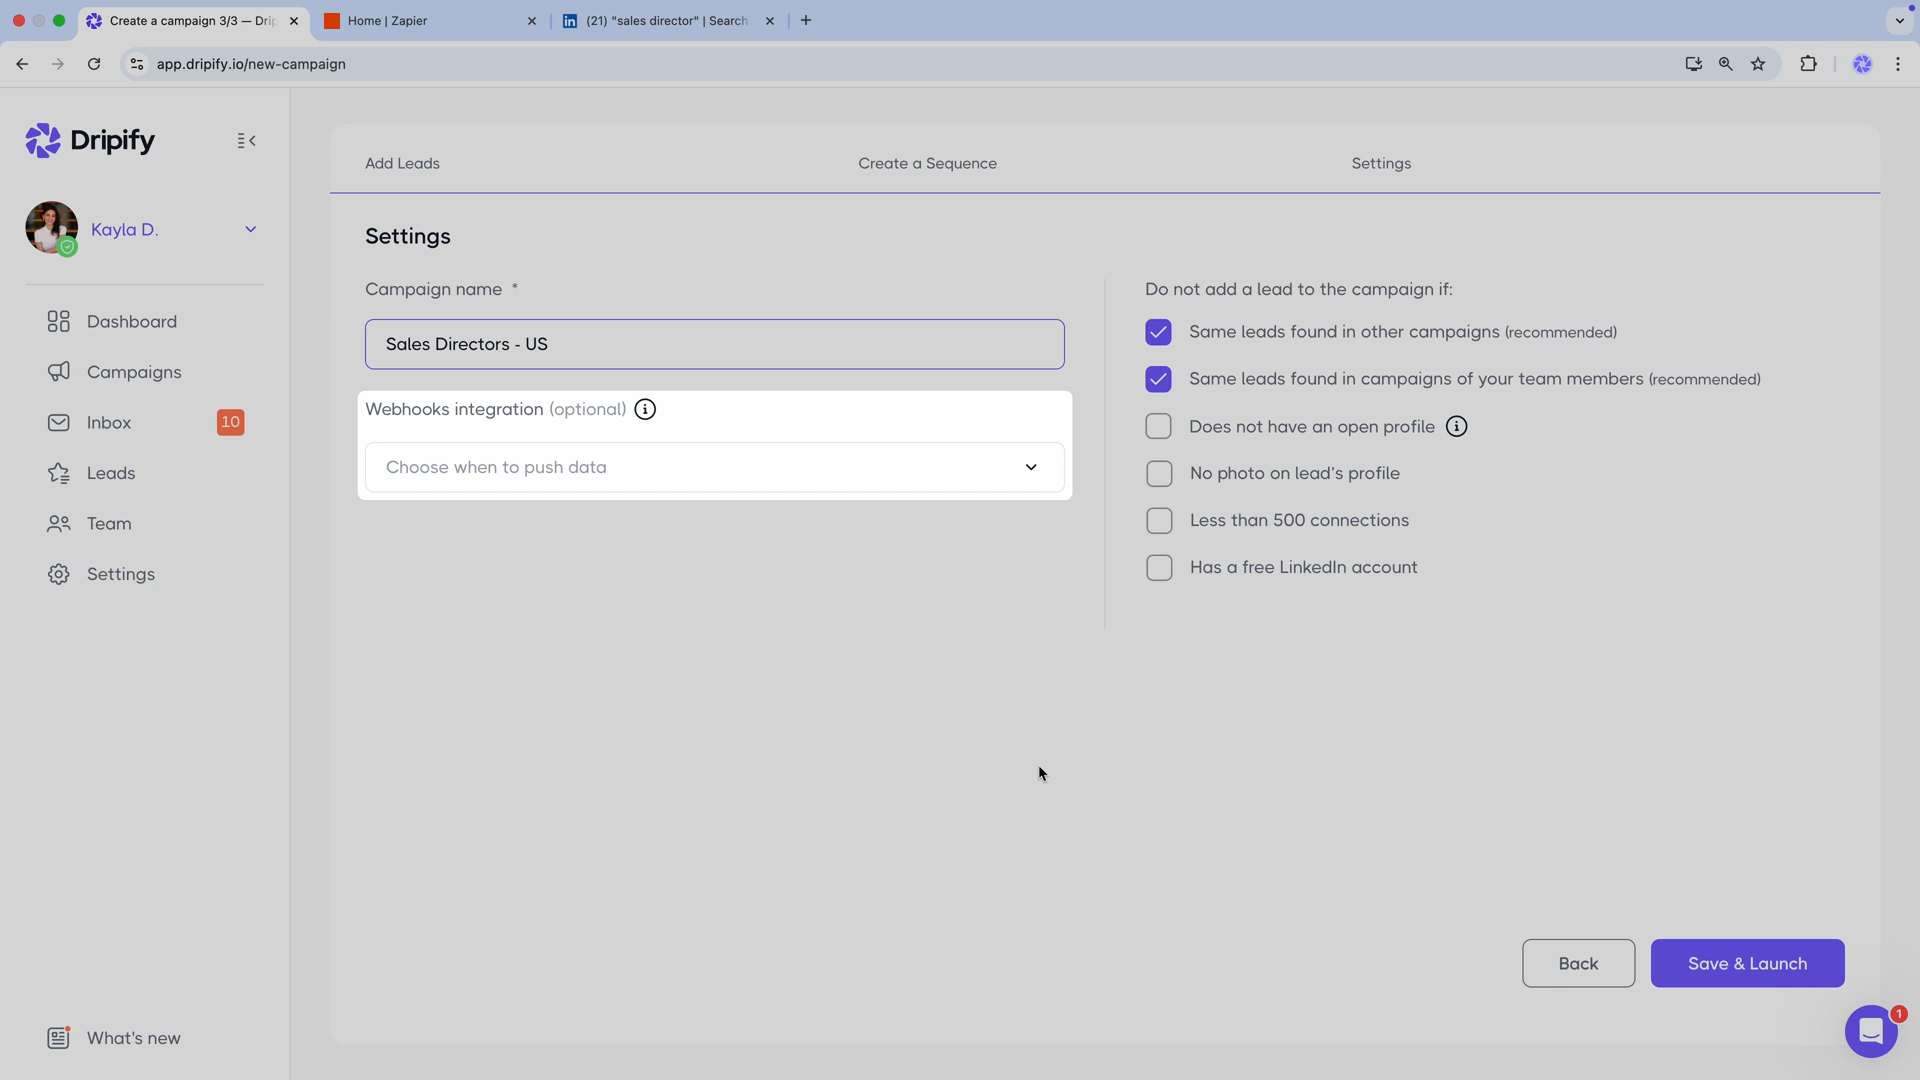 Create a campaign 3/3 — Drip
Home | Zapier
(21) "sales director" | Search
app.dripify.io/new-campaign
Dripify
Kayla D.
Dashboard
Campaigns
Inbox
10
Leads
Team
Settings
What's new
Add Leads
Create a Sequence
Settings
Settings
Campaign name *
Sales Directors - US
Webhooks integration (optional)
Choose when to push data
Do not add a lead to the campaign if:
Same leads found in other campaigns (recommended)
Same leads found in campaigns of your team members (recommended)
Does not have an open profile
No photo on lead's profile
Less than 500 connections
Has a free LinkedIn account
Back
Save & Launch
1